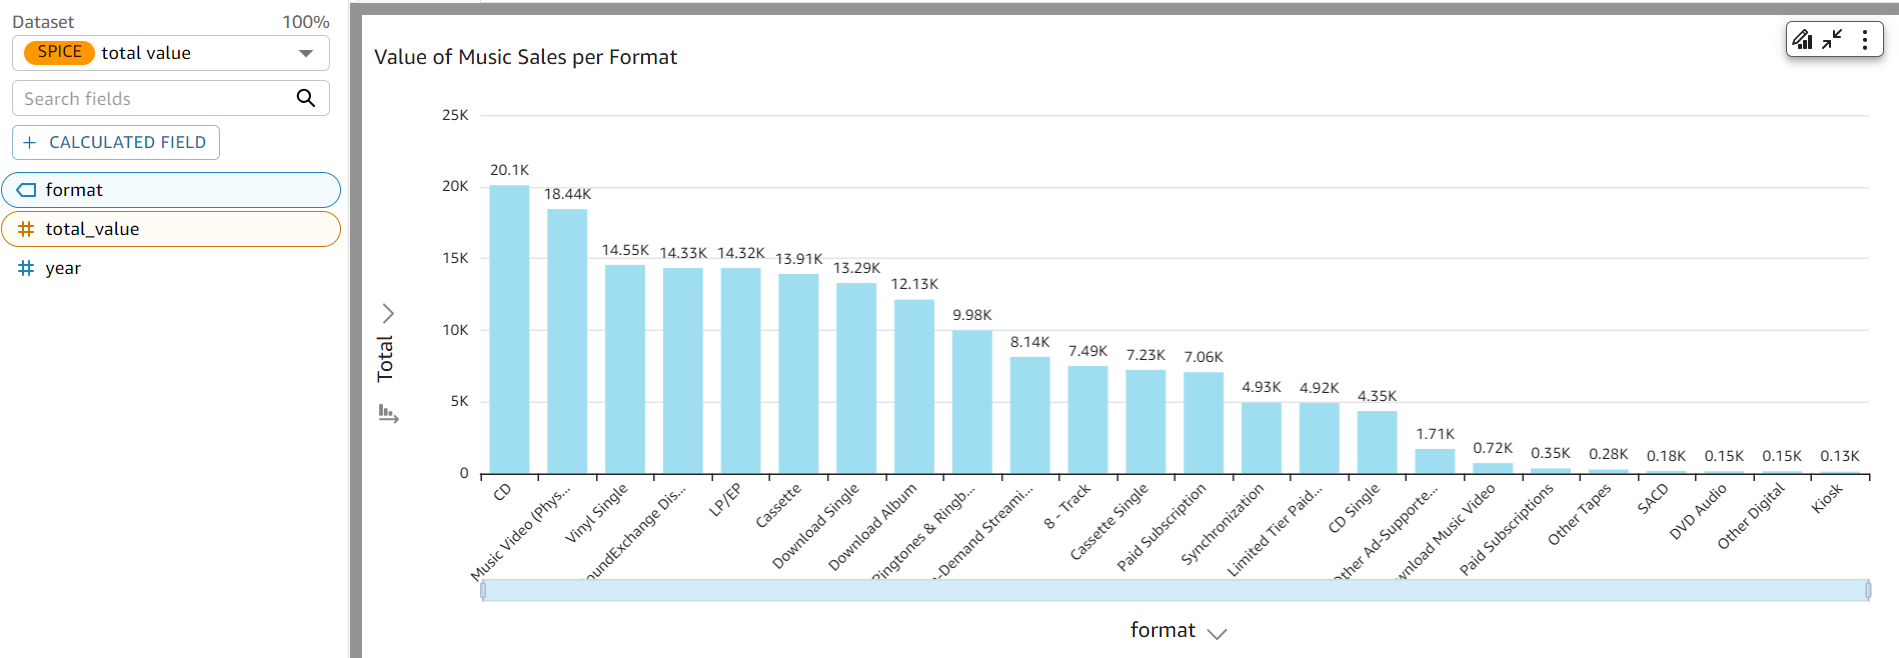 Dataset 100%
SPICE total value
Search fields
+ CALCULATED FIELD
format
# total_value
# year
Value of Music Sales per Format
25K
20K
15K
10K
5K
0
Total
20.1K
18.44K
14.55K
14.33K
14.32K
13.91K
13.29K
12.13K
9.98K
8.14K
7.49K
7.23K
7.06K
4.93K
4.92K
4.35K
1.71K
0.72K
0.35K
0.28K
0.18K
0.15K
0.15K
0.13K
CD
Music Video (Phys...
Vinyl Single
oundExchange Dis...
LP/EP
Cassette
Download Single
Download Album
Ringtones & Ringb...
-Demand Streami...
8 - Track
Cassette Single
Paid Subscription
Synchronization
Limited Tier Paid...
CD Single
ther Ad-Supporte...
wnload Music Video
Paid Subscriptions
Other Tapes
SACD
DVD Audio
Other Digital
Kiosk
format